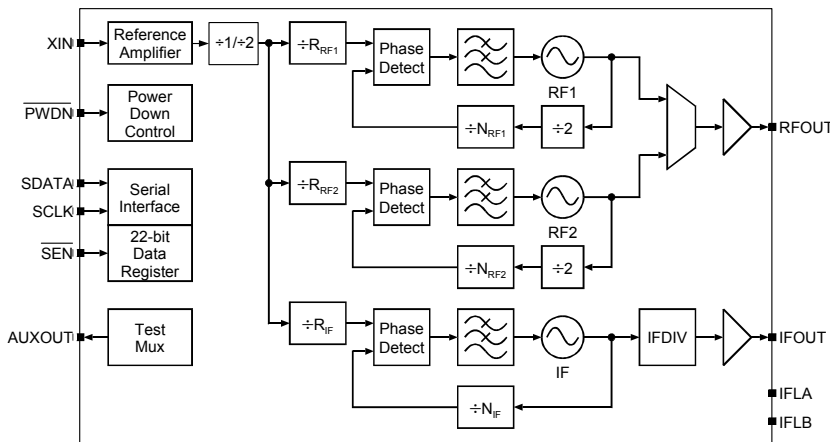 XIN
Reference
Amplifier
÷1/÷2
÷RRF1
Phase
Detect
RF1
÷NRF1
÷2
PWDN
Power
Down
Control
RFOUT
SDATA
SCLK
Serial
Interface
SEN
22-bit
Data
Register
÷RRF2
Phase
Detect
RF2
÷NRF2
÷2
AUXOUT
Test
Mux
÷RIF
Phase
Detect
IF
÷NIF
IFDIV
IFOUT
IFLA
IFLB